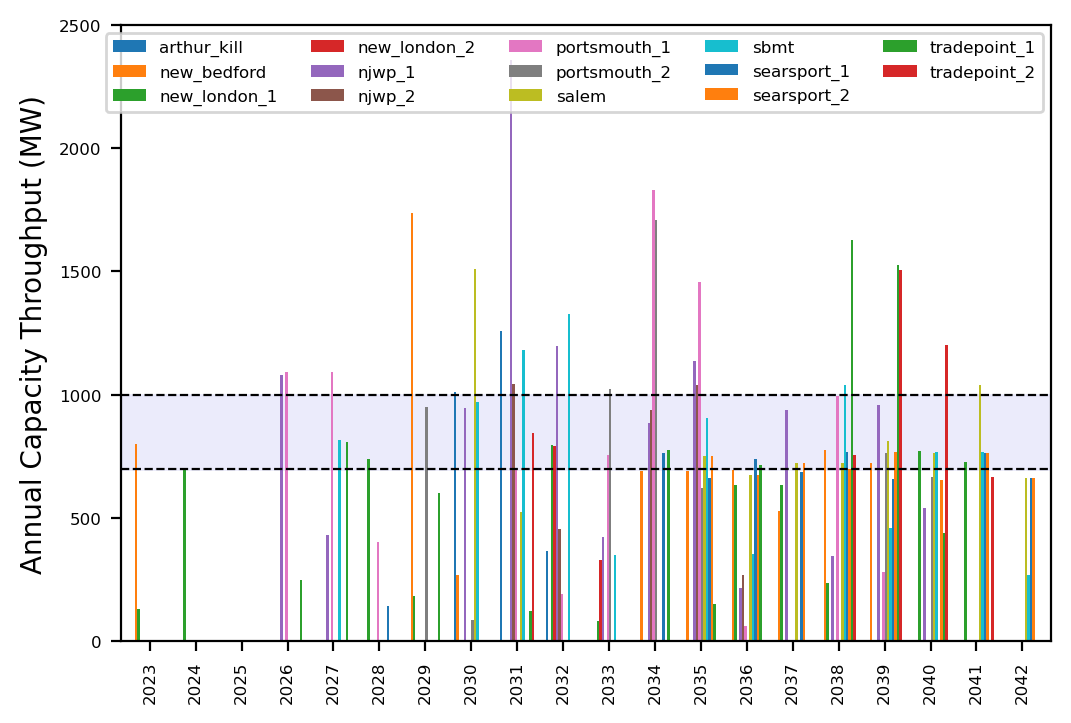 2500
2000
1500
1000
500
0
Annual Capacity Throughput (MW)
arthur_kill new_london_2 portsmouth_1 sbmt tradepoint_1
new_bedford njwp_1 portsmouth_2 searsport_1 tradepoint_2
new_london_1 njwp_2 salem searsport_2
2023 2024 2025 2026 2027 2028 2029 2030 2031 2032 2033 2034 2035 2036 2037 2038 2039 2040 2041 2042